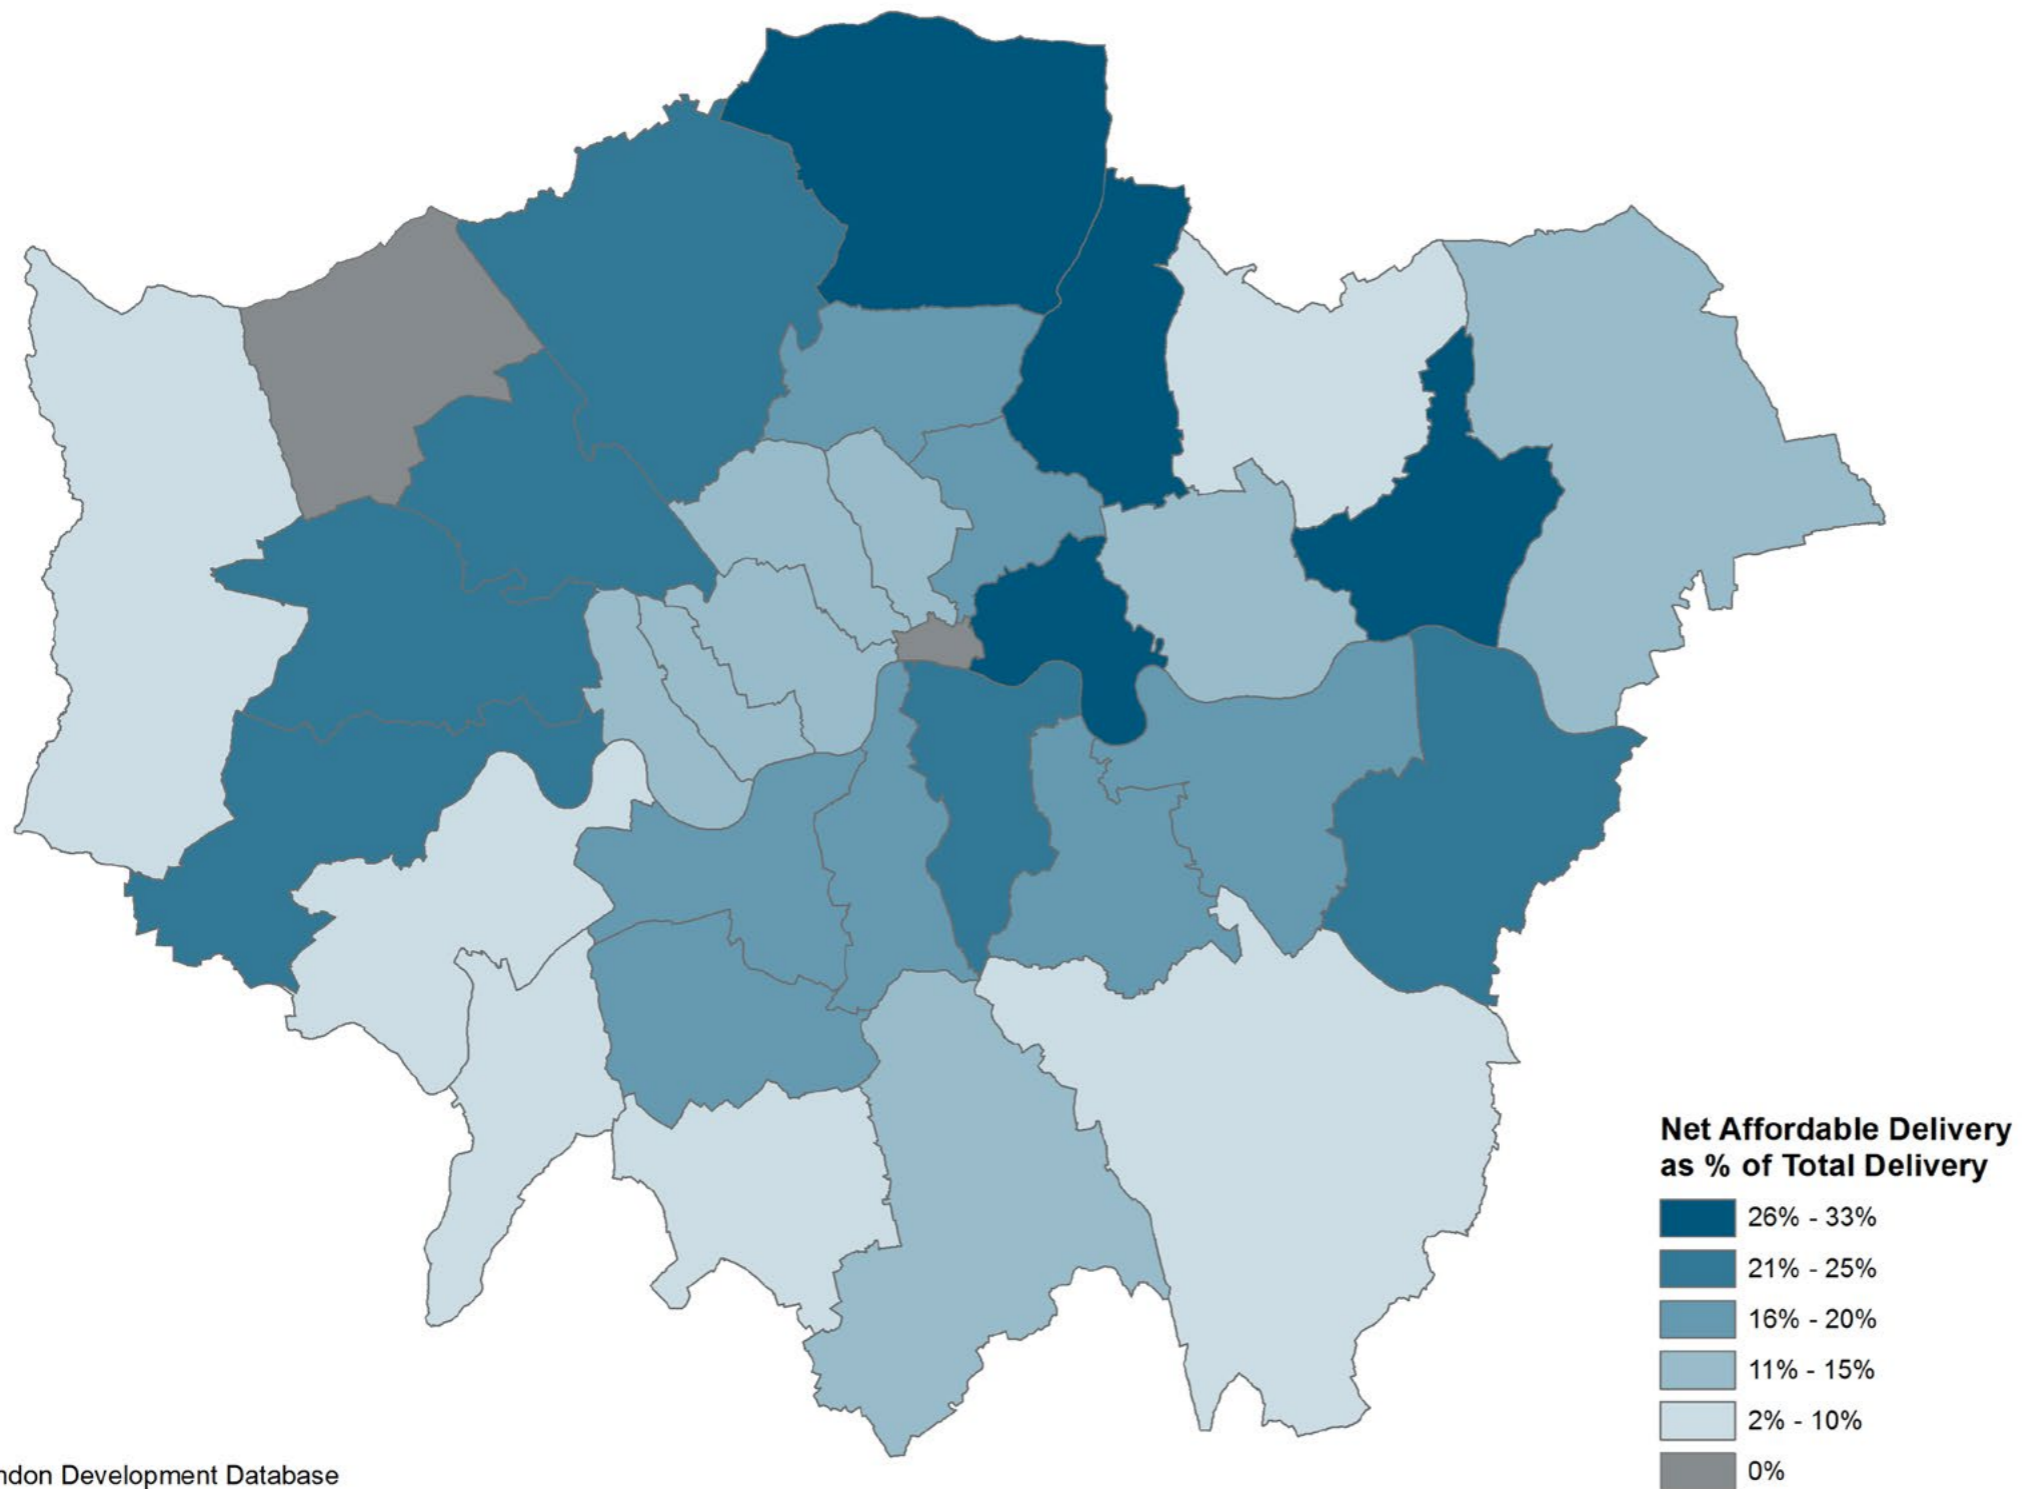 Net Affordable Delivery
as % of Total Delivery
26% - 33%
21% - 25%
16% - 20%
11% - 15%
2% - 10%
0%
ndon Development Database